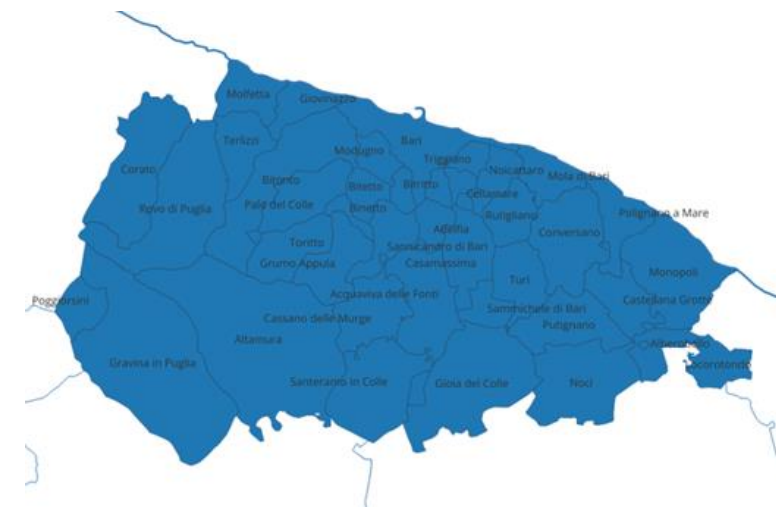 Molfetta
Giovinazzo
Terlizzi
Bari
Modugno
Triggiano
Corato
Noicattaro
Mola di Bari
Bitonto
Bitetto
Bitritto
Cellamare
Ruvo di Puglia
Palo del Colle
Binetto
Rutigliano
Polignano a Mare
Adelfia
Conversano
Toritto
Sannicandro di Bari
Grumo Appula
Casamassima
Monopoli
Turi
Poggiorsini
Acquaviva delle Fonti
Castellana Grotte
Sammichele di Bari
Cassano delle Murge
Putignano
Altamura
Alberobello
Gravina in Puglia
Locorotondo
Santeramo in Colle
Gioia del Colle
Noci